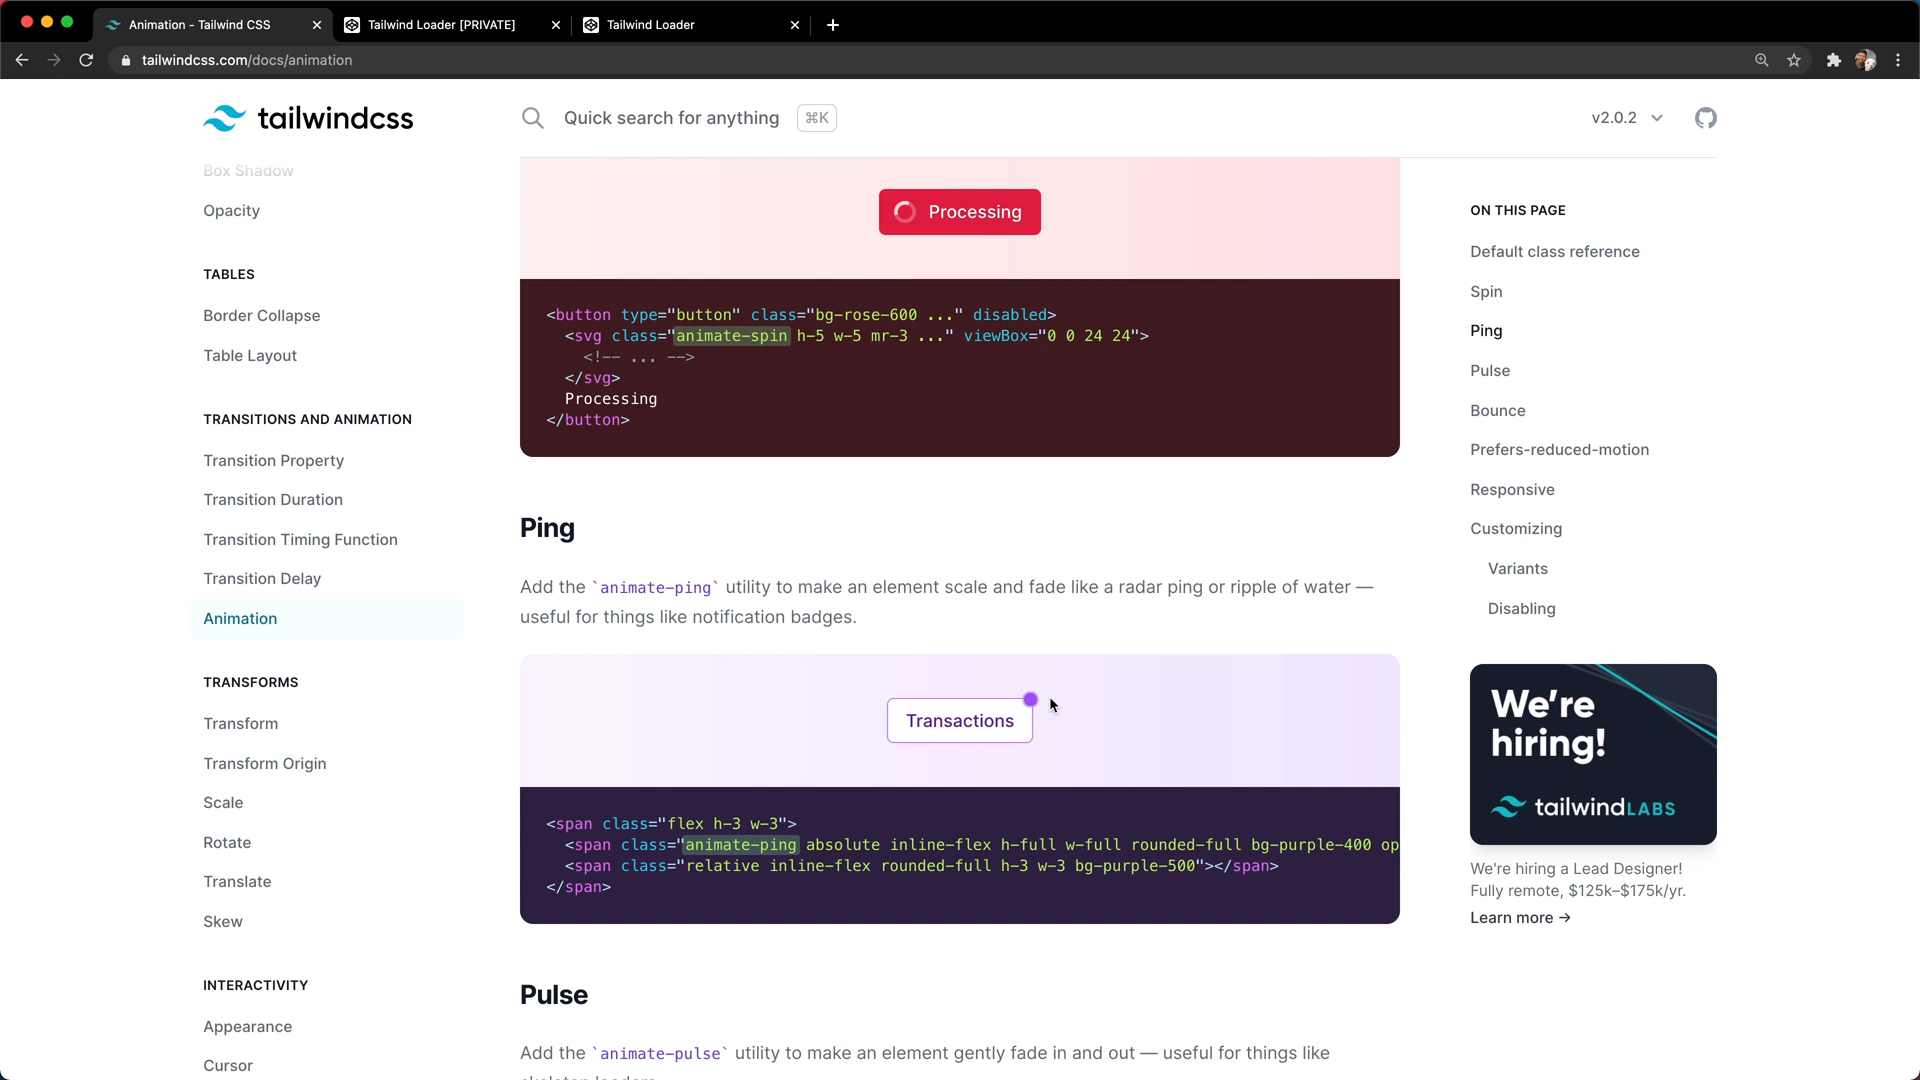 Animation - Tailwind CSS
Tailwind Loader [PRIVATE]
Tailwind Loader
tailwindcss.com/docs/animation
tailwindcss
Quick search for anything
⌘K
v2.0.2
Box Shadow
Opacity
TABLES
Border Collapse
Table Layout
TRANSITIONS AND ANIMATION
Transition Property
Transition Duration
Transition Timing Function
Transition Delay
Animation
TRANSFORMS
Transform
Transform Origin
Scale
Rotate
Translate
Skew
INTERACTIVITY
Appearance
Cursor
Processing
<button type="button" class="bg-rose-600 ..." disabled>
<svg class="animate-spin h-5 w-5 mr-3 ..." viewBox="0 0 24 24">
<!-- ... -->
</svg>
Processing
</button>
Ping
Add the `animate-ping` utility to make an element scale and fade like a radar ping or ripple of water —
useful for things like notification badges.
Transactions
<span class="flex h-3 w-3">
<span class="animate-ping absolute inline-flex h-full w-full rounded-full bg-purple-400 op
<span class="relative inline-flex rounded-full h-3 w-3 bg-purple-500"></span>
</span>
Pulse
Add the `animate-pulse` utility to make an element gently fade in and out — useful for things like
ON THIS PAGE
Default class reference
Spin
Ping
Pulse
Bounce
Prefers-reduced-motion
Responsive
Customizing
Variants
Disabling
We're
hiring!
tailwindLABS
We're hiring a Lead Designer!
Fully remote, $125k–$175k/yr.
Learn more →